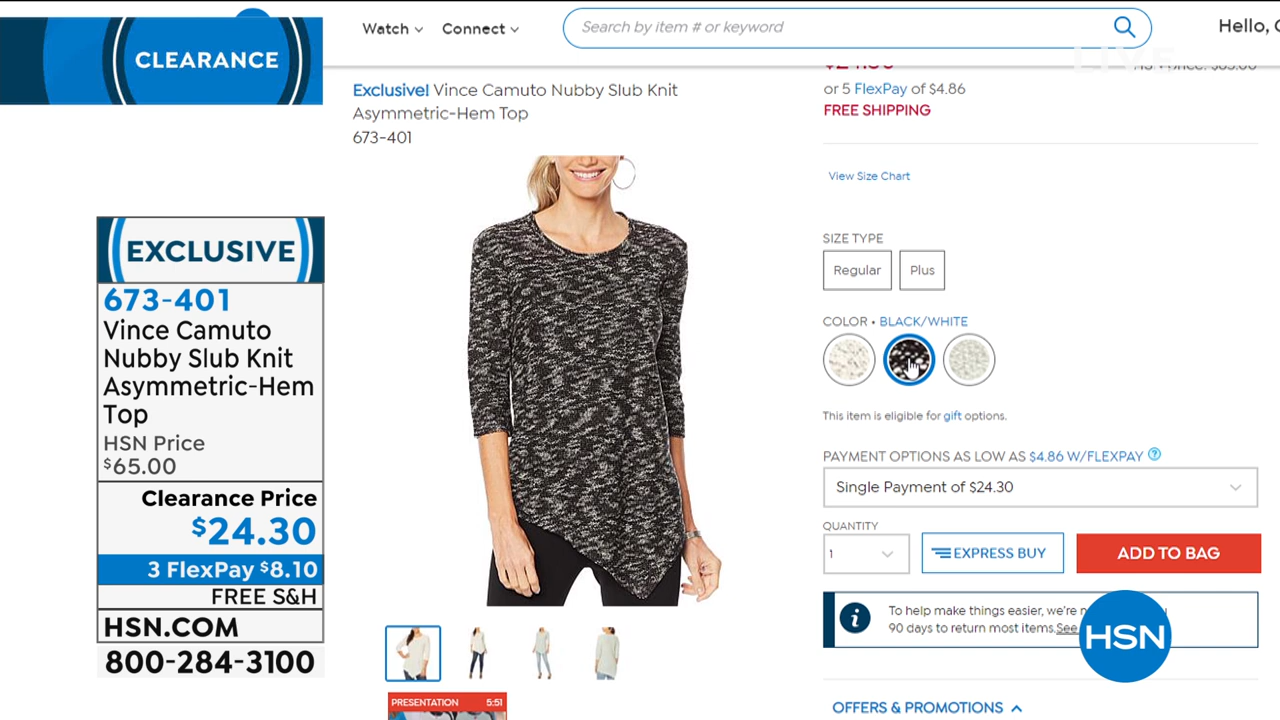 CLEARANCE
Watch
Connect
Search by item # or keyword
Hello,
LIVE
Exclusive! Vince Camuto Nubby Slub Knit
Asymmetric-Hem Top
673-401
or 5 FlexPay of $4.86
FREE SHIPPING
View Size Chart
SIZE TYPE
Regular
Plus
COLOR • BLACK/WHITE
This item is eligible for gift options.
PAYMENT OPTIONS AS LOW AS $4.86 W/FLEXPAY ?
Single Payment of $24.30
QUANTITY
1
EXPRESS BUY
ADD TO BAG
i
To help make things easier, we're
90 days to return most items. See
HSN
OFFERS & PROMOTIONS
PRESENTATION 5:51
EXCLUSIVE
673-401
Vince Camuto
Nubby Slub Knit
Asymmetric-Hem
Top
HSN Price
$65.00
Clearance Price
$24.30
3 FlexPay $8.10
FREE S&H
HSN.COM
800-284-3100